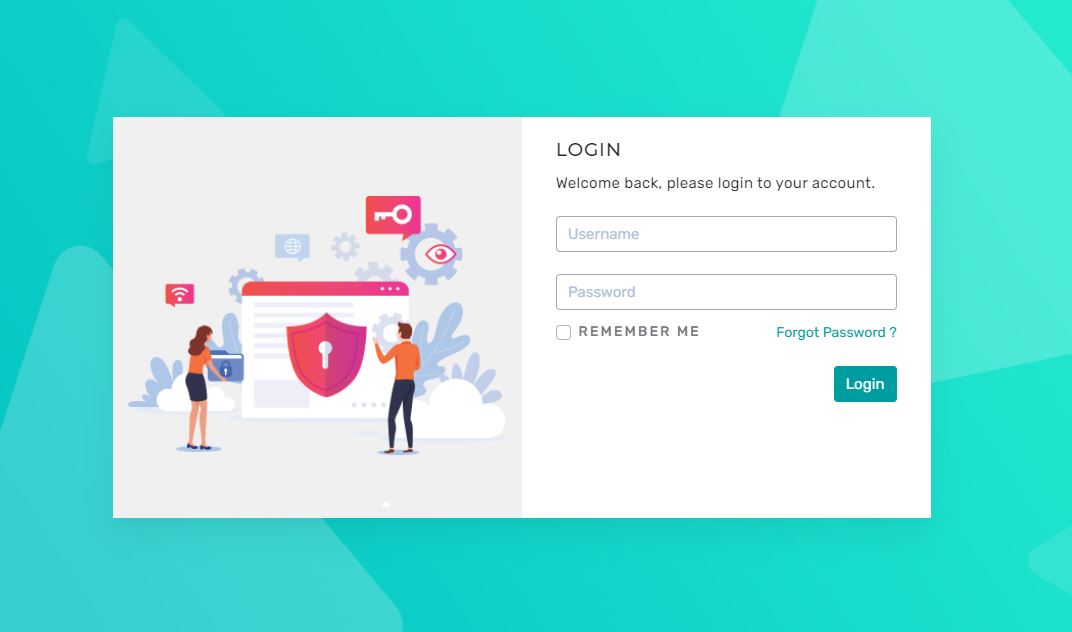 LOGIN
Welcome back, please login to your account.
Username
Password
REMEMBER ME
Forgot Password ?
Login